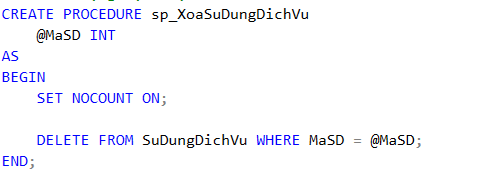 CREATE PROCEDURE sp_XoaSuDungDichVu
    @MaSD INT
AS
BEGIN
    SET NOCOUNT ON;

    DELETE FROM SuDungDichVu WHERE MaSD = @MaSD;
END;